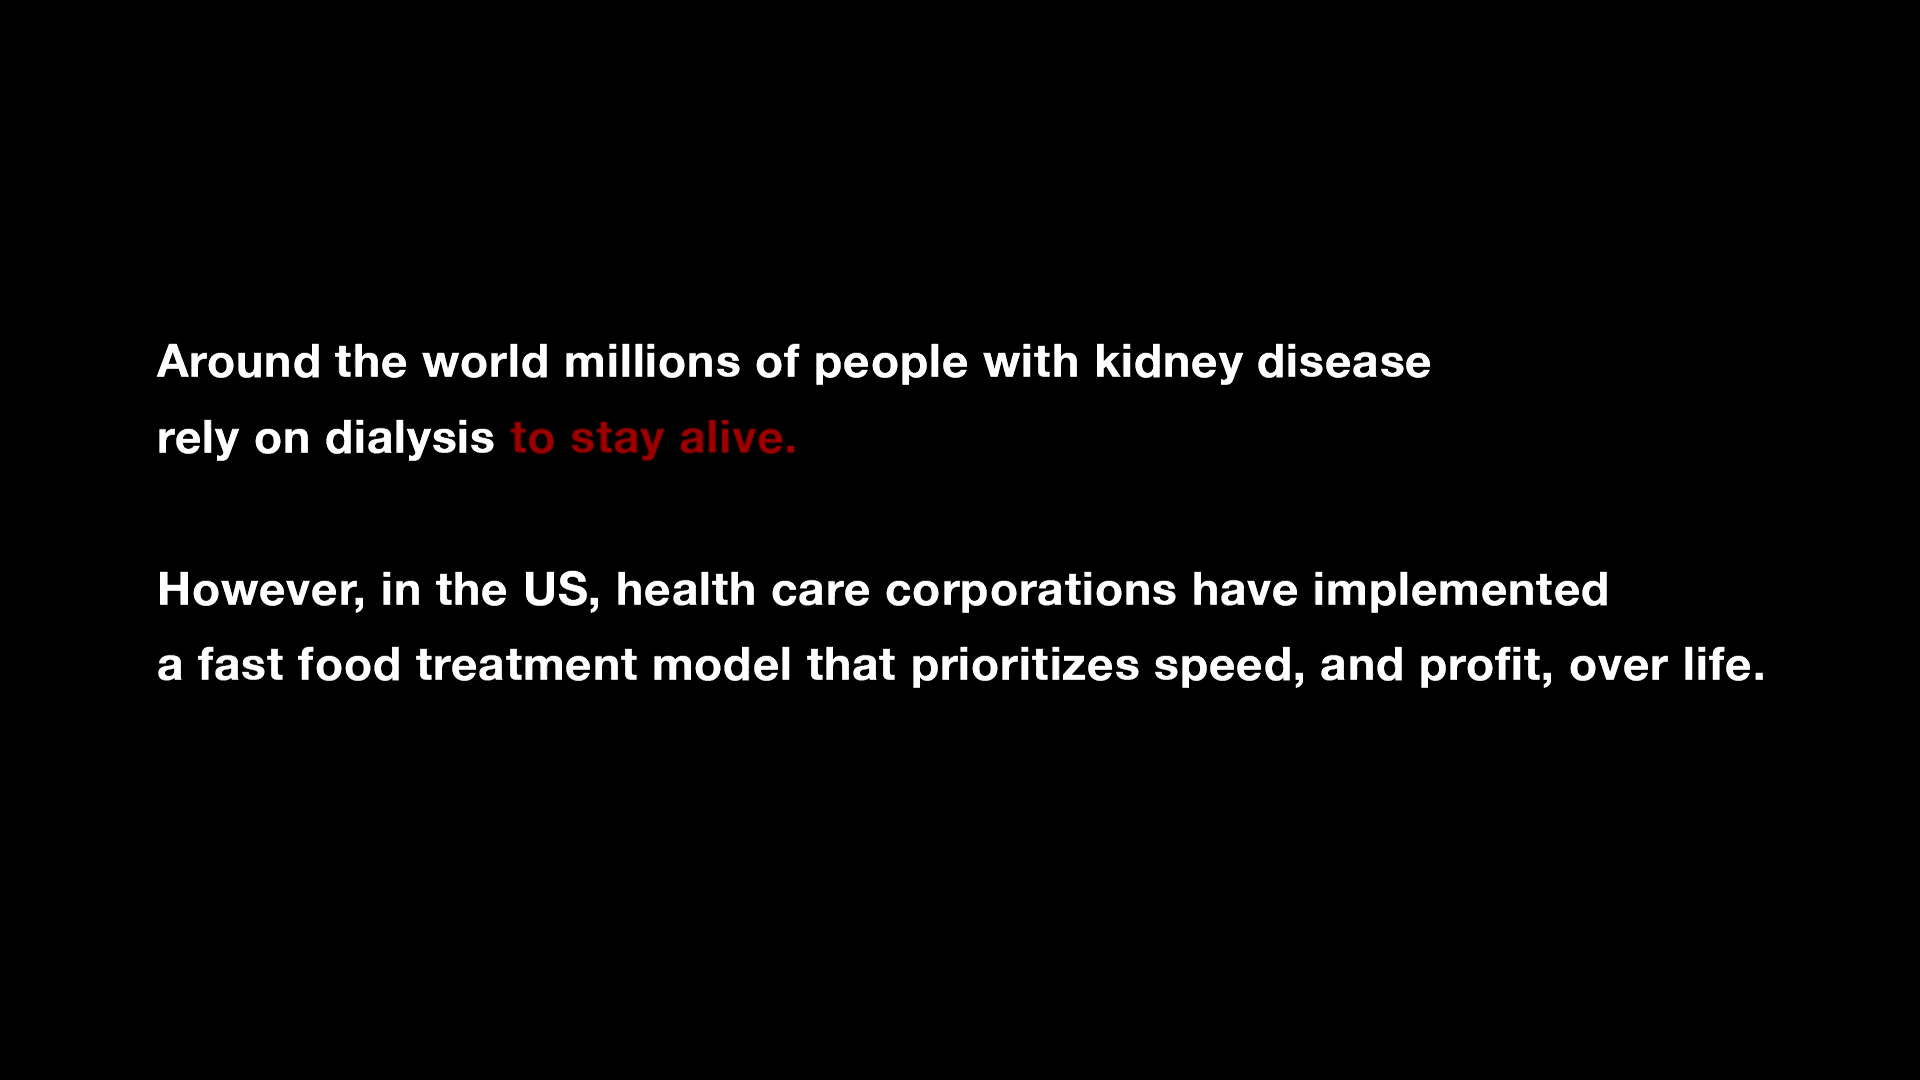 Around the world millions of people with kidney disease
rely on dialysis to stay alive.
However, in the US, health care corporations have implemented
a fast food treatment model that prioritizes speed, and profit, over life.